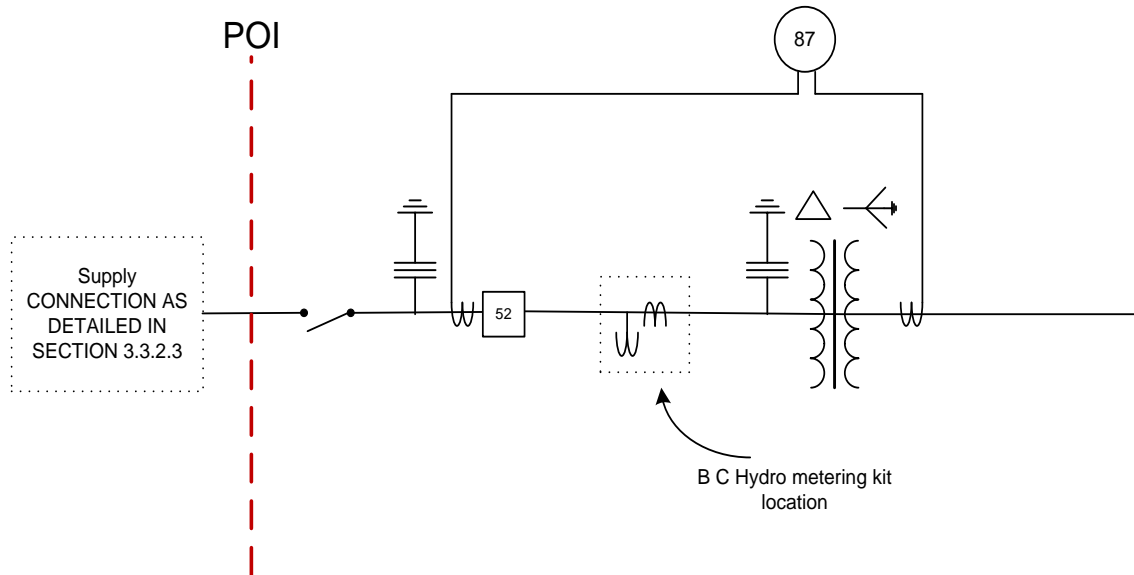 POI
87
Supply
CONNECTION AS
DETAILED IN
SECTION 3.3.2.3
52
B C Hydro metering kit
location